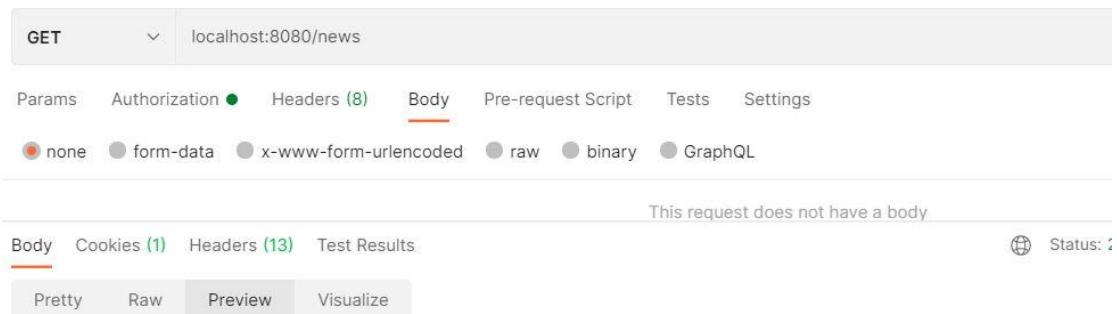 GET localhost:8080/news
Params Authorization Headers (8) Body Pre-request Script Tests Settings
none form-data x-www-form-urlencoded raw binary GraphQL
This request does not have a body
Body Cookies (1) Headers (13) Test Results Status: 2
Pretty Raw Preview Visualize